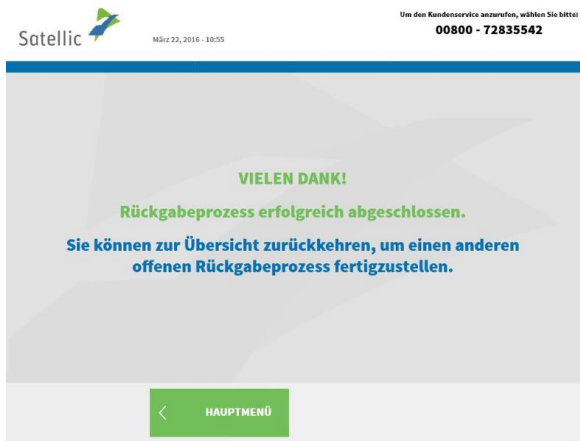 Satellic
März 22, 2016 - 10:55
Um den Kundenservice anzurufen, wählen Sie bitte:
00800 - 72835542
VIELEN DANK!
Rückgabeprozess erfolgreich abgeschlossen.
Sie können zur Übersicht zurückkehren, um einen anderen
offenen Rückgabeprozess fertigzustellen.
HAUPTMENÜ